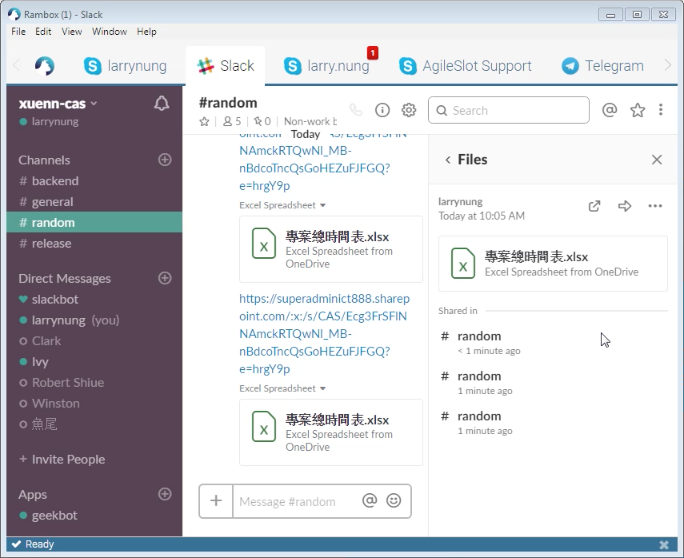 Rambox (1) - Slack
File Edit View Window Help
larrynung
Slack
larry.nung
1
AgileSlot Support
Telegram
xuenn-cas
larrynung
Channels
# backend
# general
# random
# release
Direct Messages
slackbot
larrynung (you)
Clark
Ivy
Robert Shiue
Winston
魚尾
+ Invite People
Apps
geekbot
#random
5
0
Non-work b
Search
Today
NAmckRTQwNI_MB-
nBdcoTncQsGoHEZuFJFGQ?
e=hrgY9p
Excel Spreadsheet
專案總時間表.xlsx
Excel Spreadsheet from
OneDrive
https://superadminict888.sharep
oint.com/:x:/s/CAS/Ecg3FrSFlN
NAmckRTQwNI_MB-
nBdcoTncQsGoHEZuFJFGQ?
e=hrgY9p
Excel Spreadsheet
專案總時間表.xlsx
Excel Spreadsheet from
OneDrive
Message #random
Files
larrynung
Today at 10:05 AM
專案總時間表.xlsx
Excel Spreadsheet from OneDrive
Shared in
# random
< 1 minute ago
# random
1 minute ago
# random
1 minute ago
Ready